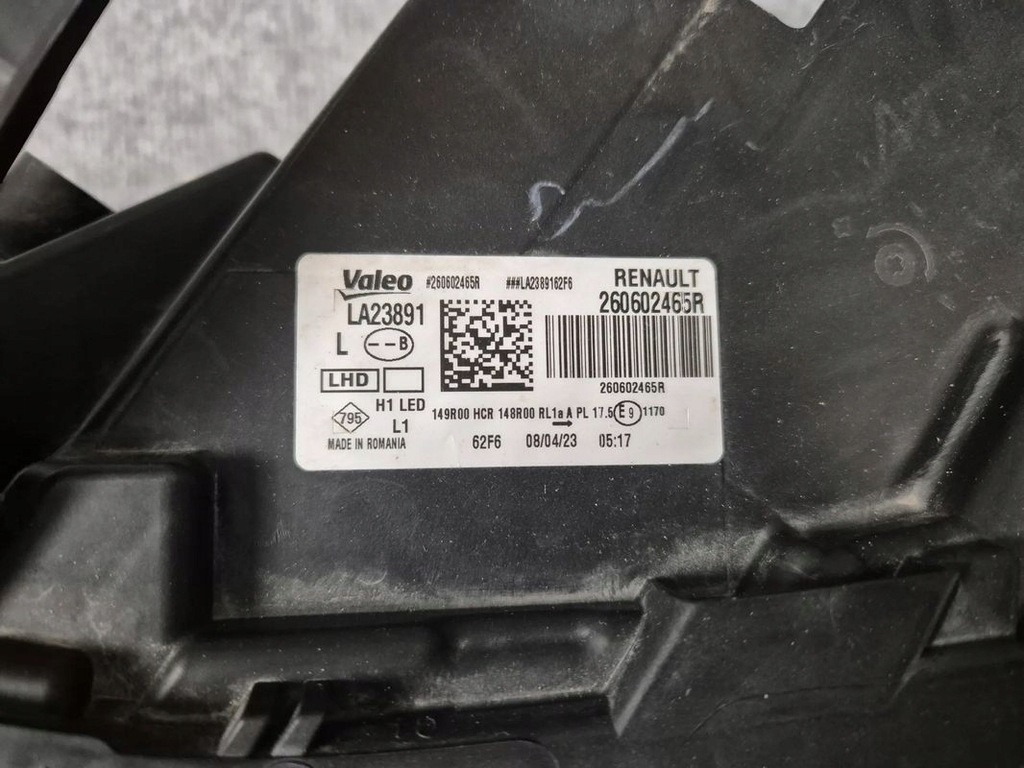 Valeo #260602465R ###LA2389162F6 RENAULT
LA23891 260602465R
L --B
LHD
260602465R
795 H1 LED 149R00 HCR 148R00 RL1a A PL 17.5 E9 1170
L1
MADE IN ROMANIA 62F6 08/04/23 05:17